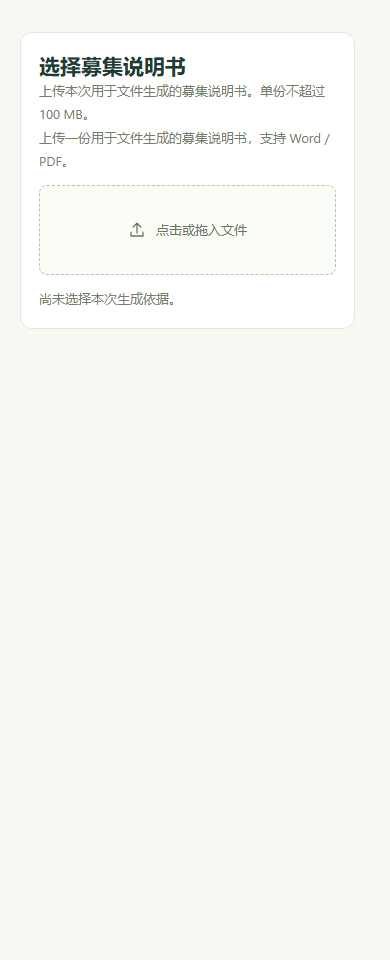 选择募集说明书
上传本次用于文件生成的募集说明书。单份不超过
100 MB。
上传一份用于文件生成的募集说明书，支持 Word /
PDF。
点击或拖入文件
尚未选择本次生成依据。